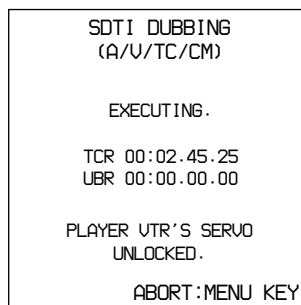 SDTI DUBBING
(A/V/TC/CM)
EXECUTING.
TCR 00:02.45.25
UBR 00:00.00.00
PLAYER VTR'S SERVO
UNLOCKED.
ABORT:MENU KEY